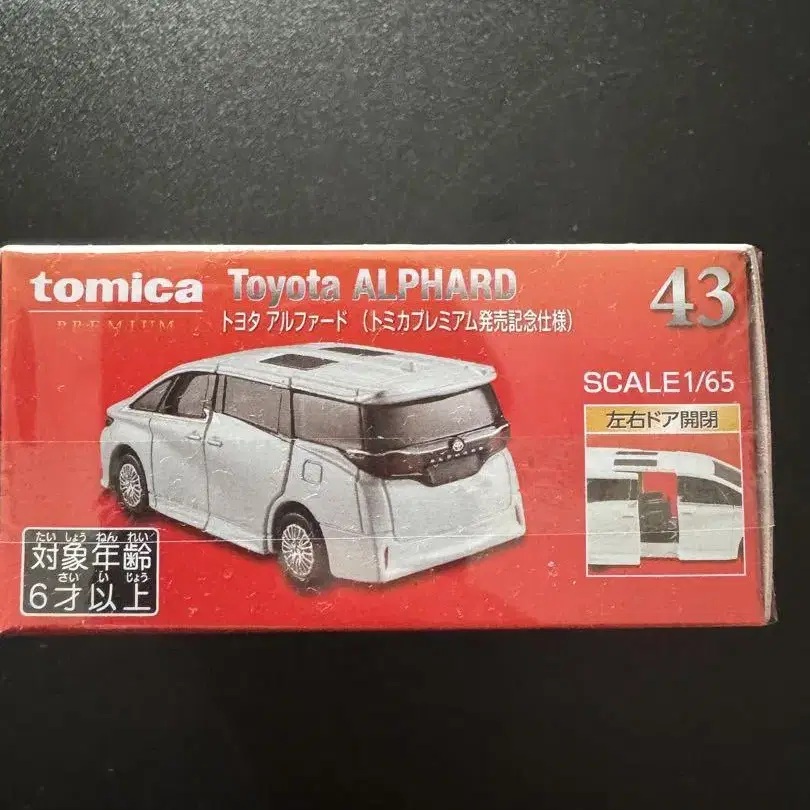 tomica
PREMIUM
Toyota ALPHARD
トヨタ アルファード （トミカプレミアム発売記念仕様）
43
SCALE1/65
左右ドア開閉
たい しょう ねん れい
対象年齢
さい い じょう
6才以上